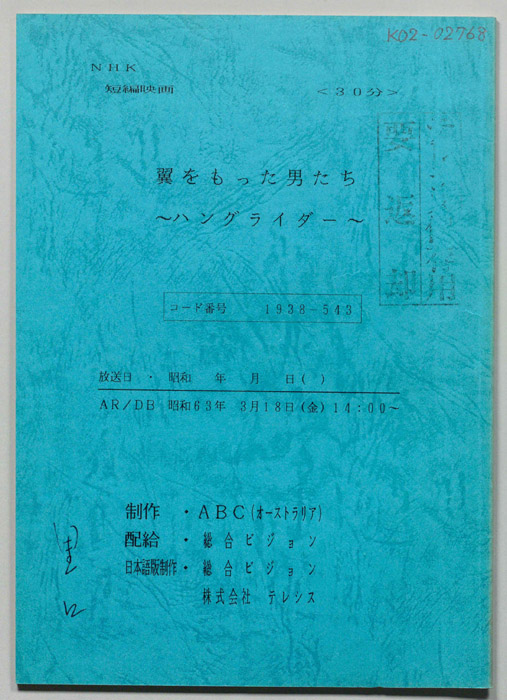 K02-02768
NHK
短編映画 <30分>
要返却
用
翼をもった男たち
~ハングライダー~
コード番号 1938-543
放送日・昭和 年 月 日( )
AR/DB 昭和63年 3月18日(金)14:00~
制作・ABC(オーストラリア)
配給・総合ビジョン
日本語版制作・総合ビジョン
株式会社 テレシス